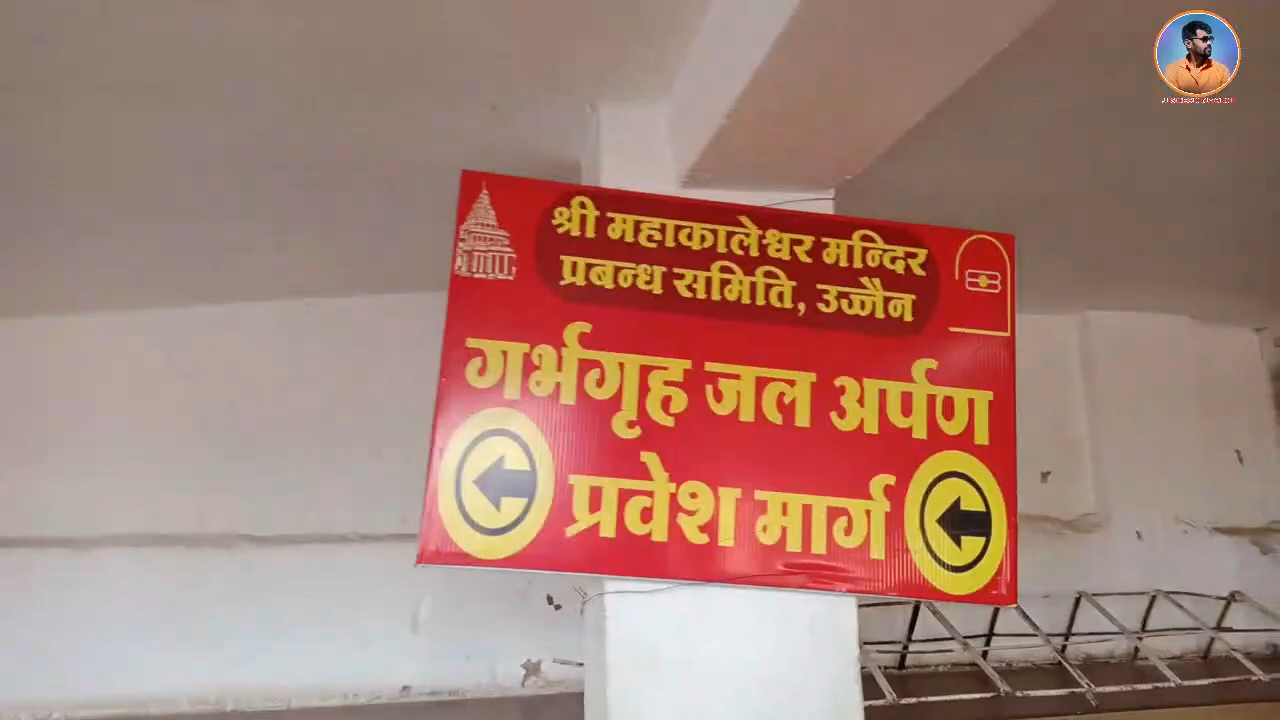 श्री महाकालेश्वर मन्दिर
प्रबन्ध समिति, उज्जैन
गर्भगृह जल अर्पण
प्रवेश मार्ग